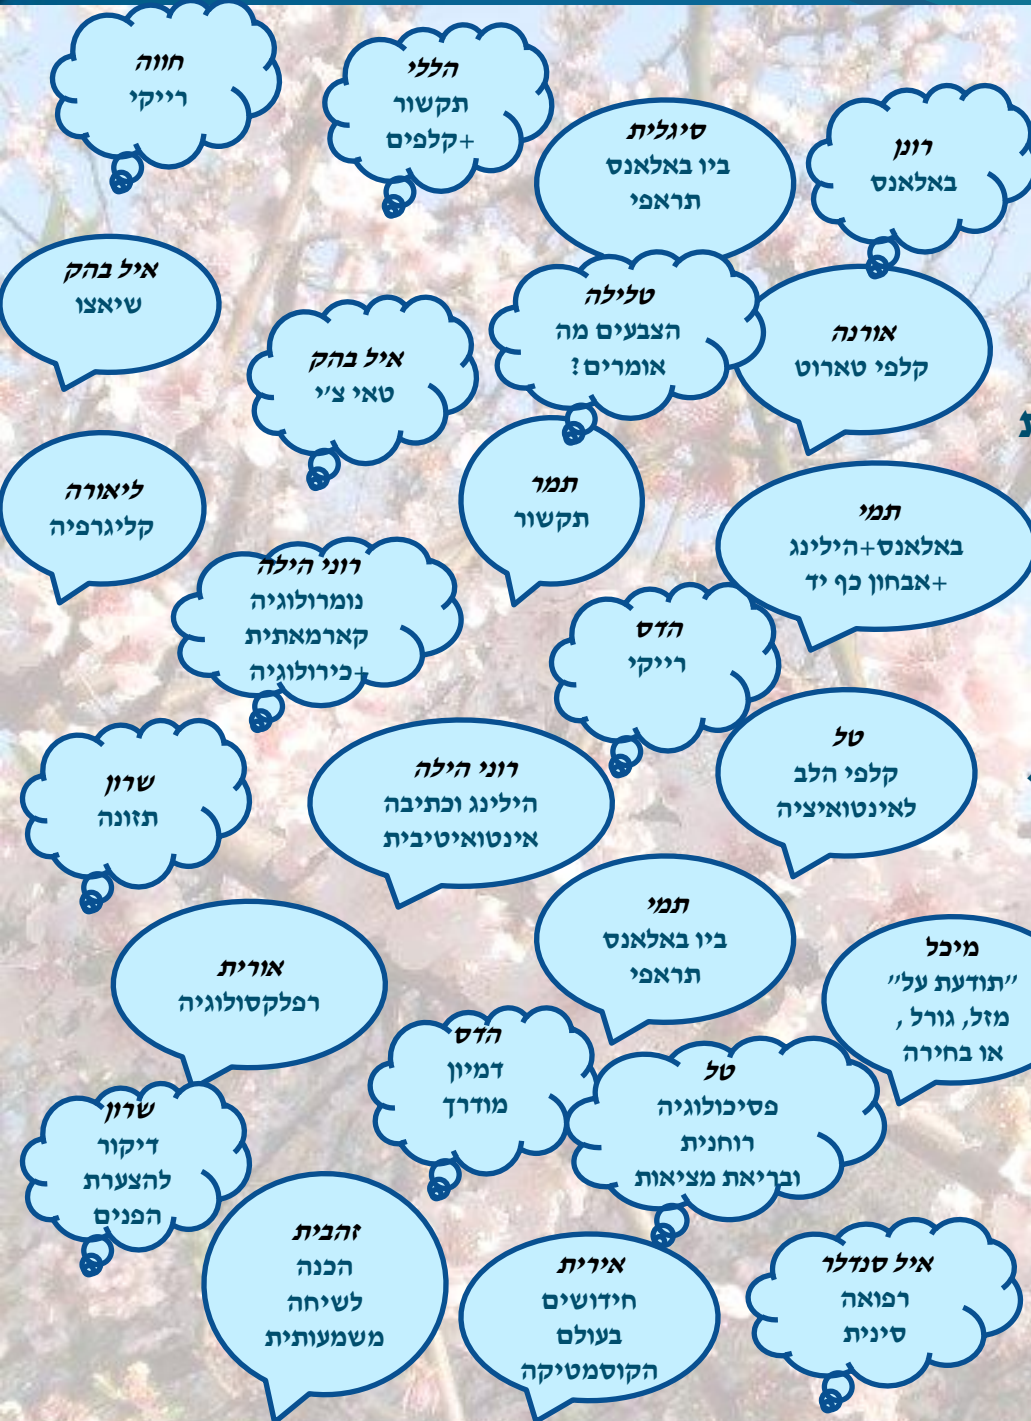 חווה
רייקי
הללי
תקשור
+קלפים
סיגלית
ביו באלאנס
תראפי
רונן
באלאנס
איל בהק
שיאצו
טלילה
הצבעים מה
אומרים?
אורנה
קלפי טארוט
איל בהק
טאי צ'י
ליאורה
קליגרפיה
תמר
תקשור
תמי
באלאנס+הילינג
+אבחון כף יד
רוני הילה
נומרולוגיה
קארמאתית
+כירולוגיה
הדס
רייקי
טל
קלפי הלב
לאינטואיציה
רוני הילה
הילינג וכתיבה
אינטואיטיבית
שרון
תזונה
תמי
ביו באלאנס
תראפי
מיכל
"תודעת על"
מזל, גורל ,
או בחירה
אורית
רפלקסולוגיה
הדס
דמיון
מודרך
טל
פסיכולוגיה
רוחנית
ובריאת מציאות
שרון
דיקור
להצערת
הפנים
זהבית
הכנה
לשיחה
משמעותית
אירית
חידושים
בעולם
הקוסמטיקה
איל סנדלר
רפואה
סינית